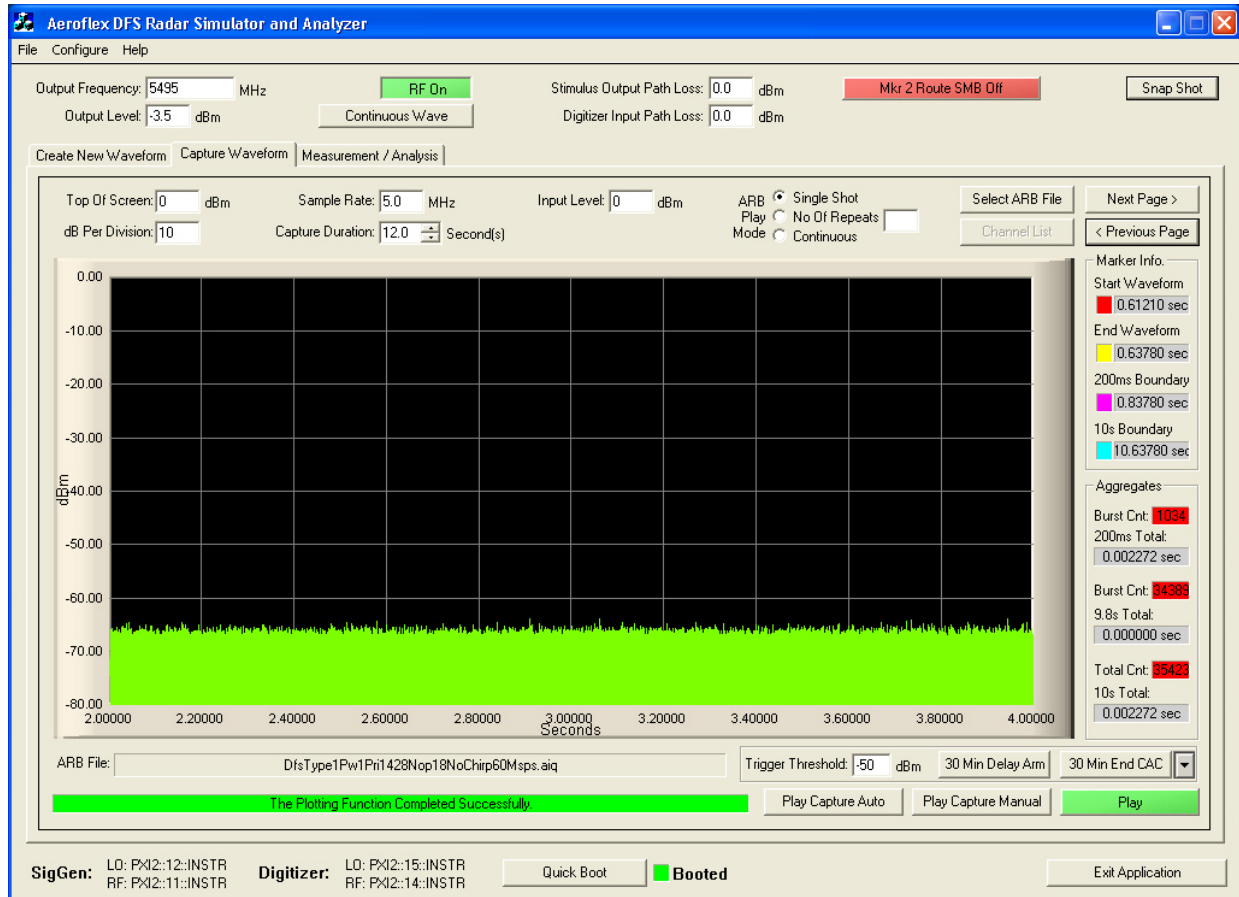 Aeroflex DFS Radar Simulator and Analyzer
File Configure Help
Output Frequency: 5495 MHz
RF On
Stimulus Output Path Loss: 0.0 dBm
Mkr 2 Route SMB Off
Snap Shot
Output Level: -3.5 dBm
Continuous Wave
Digitizer Input Path Loss: 0.0 dBm
Create New Waveform
Capture Waveform
Measurement / Analysis
Top Of Screen: 0 dBm
Sample Rate: 5.0 MHz
Input Level: 0 dBm
ARB Play Mode
Single Shot
No Of Repeats
Continuous
Select ARB File
Next Page >
dB Per Division: 10
Capture Duration: 12.0 Second(s)
Channel List
< Previous Page
0.00
-10.00
-20.00
-30.00
-40.00
-50.00
-60.00
-70.00
-80.00
dBm
2.00000 2.20000 2.40000 2.60000 2.80000 3.00000 3.20000 3.40000 3.60000 3.80000 4.00000
Seconds
Marker Info.
Start Waveform
0.61210 sec
End Waveform
0.63780 sec
200ms Boundary
0.83780 sec
10s Boundary
10.63780 sec
Aggregates
Burst Cnt: 1034
200ms Total:
0.002272 sec
Burst Cnt: 34389
9.8s Total:
0.000000 sec
Total Cnt: 35423
10s Total:
0.002272 sec
ARB File: DfsType1Pw1Pri1428Nop18NoChirp60Msps.aiq
Trigger Threshold: -50 dBm
30 Min Delay Arm
30 Min End CAC
The Plotting Function Completed Successfully.
Play Capture Auto
Play Capture Manual
Play
SigGen:
LO: PXI2::12::INSTR
RF: PXI2::11::INSTR
Digitizer:
LO: PXI2::15::INSTR
RF: PXI2::14::INSTR
Quick Boot
Booted
Exit Application